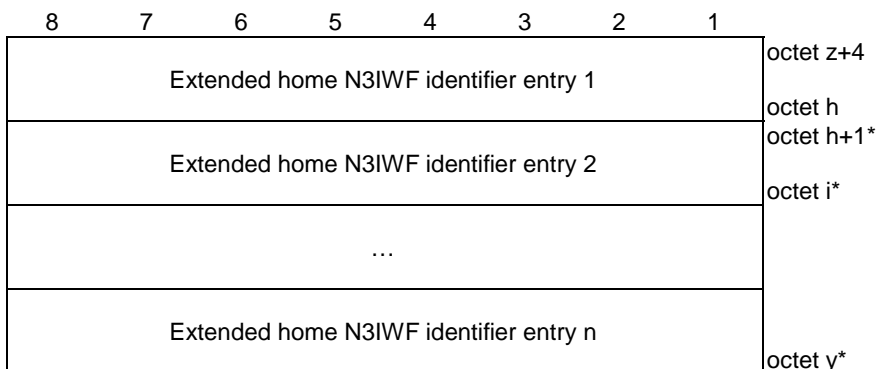 8 7 6 5 4 3 2 1
octet z+4
Extended home N3IWF identifier entry 1
octet h
octet h+1*
Extended home N3IWF identifier entry 2
octet i*
…
Extended home N3IWF identifier entry n
octet y*